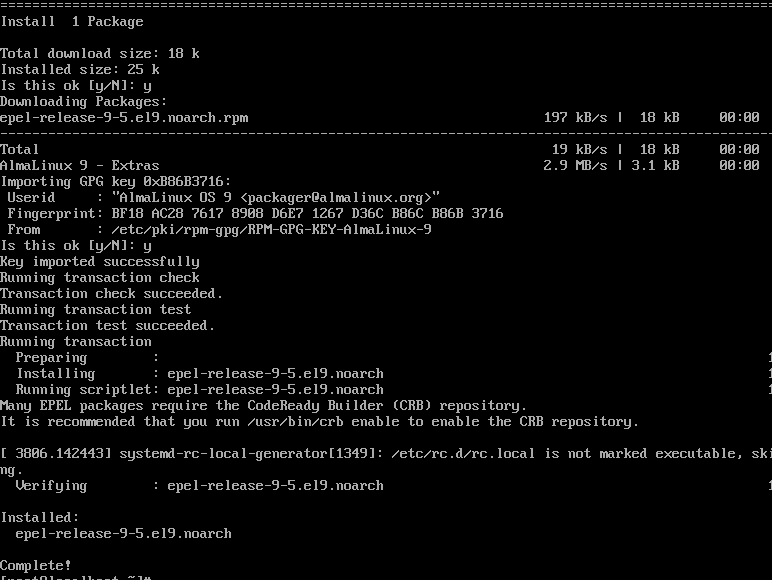 ================================================================================
Install  1 Package

Total download size: 18 k
Installed size: 25 k
Is this ok [y/N]: y
Downloading Packages:
epel-release-9-5.el9.noarch.rpm                                      197 kB/s |  18 kB     00:00
--------------------------------------------------------------------------------
Total                                                                 19 kB/s |  18 kB     00:00
AlmaLinux 9 - Extras                                                 2.9 MB/s | 3.1 kB     00:00
Importing GPG key 0xB86B3716:
 Userid     : "AlmaLinux OS 9 <packager@almalinux.org>"
 Fingerprint: BF18 AC28 7617 8908 D6E7 1267 D36C B86C B86B 3716
 From       : /etc/pki/rpm-gpg/RPM-GPG-KEY-AlmaLinux-9
Is this ok [y/N]: y
Key imported successfully
Running transaction check
Transaction check succeeded.
Running transaction test
Transaction test succeeded.
Running transaction
  Preparing        :                                                                             1
  Installing       : epel-release-9-5.el9.noarch                                                 1
  Running scriptlet: epel-release-9-5.el9.noarch                                                 1
Many EPEL packages require the CodeReady Builder (CRB) repository.
It is recommended that you run /usr/bin/crb enable to enable the CRB repository.

[ 3806.142443] systemd-rc-local-generator[1349]: /etc/rc.d/rc.local is not marked executable, ski
ng.
  Verifying        : epel-release-9-5.el9.noarch                                                 1

Installed:
  epel-release-9-5.el9.noarch

Complete!
[root@localhost ~]#